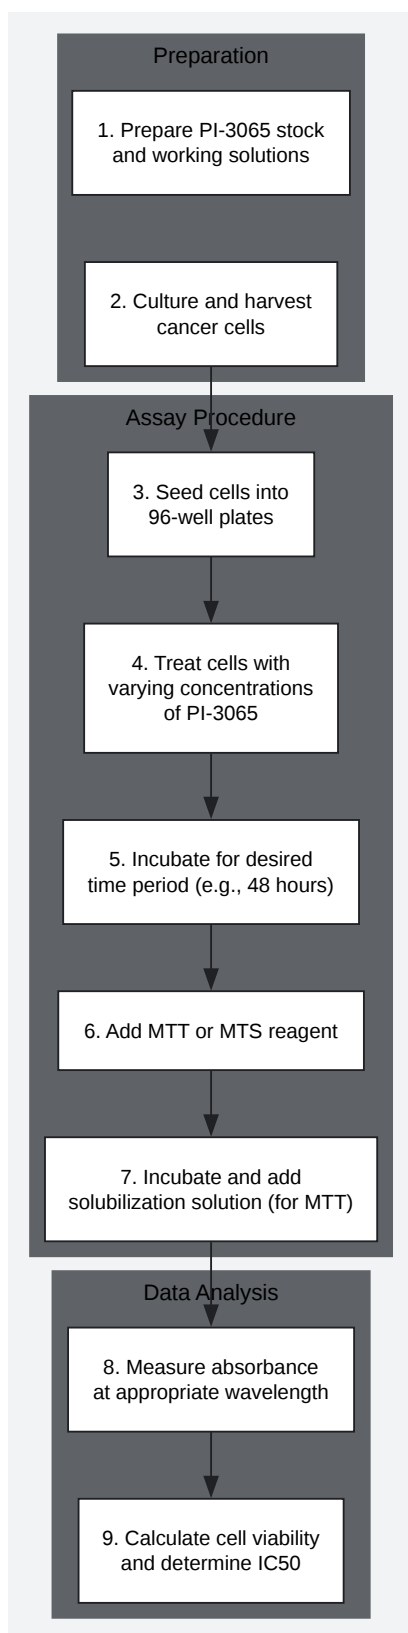 Preparation
1. Prepare PI-3065 stock
and working solutions
2. Culture and harvest
cancer cells
Assay Procedure
3. Seed cells into
96-well plates
4. Treat cells with
varying concentrations
of PI-3065
5. Incubate for desired
time period (e.g., 48 hours)
6. Add MTT or MTS reagent
7. Incubate and add
solubilization solution (for MTT)
Data Analysis
8. Measure absorbance
at appropriate wavelength
9. Calculate cell viability
and determine IC50